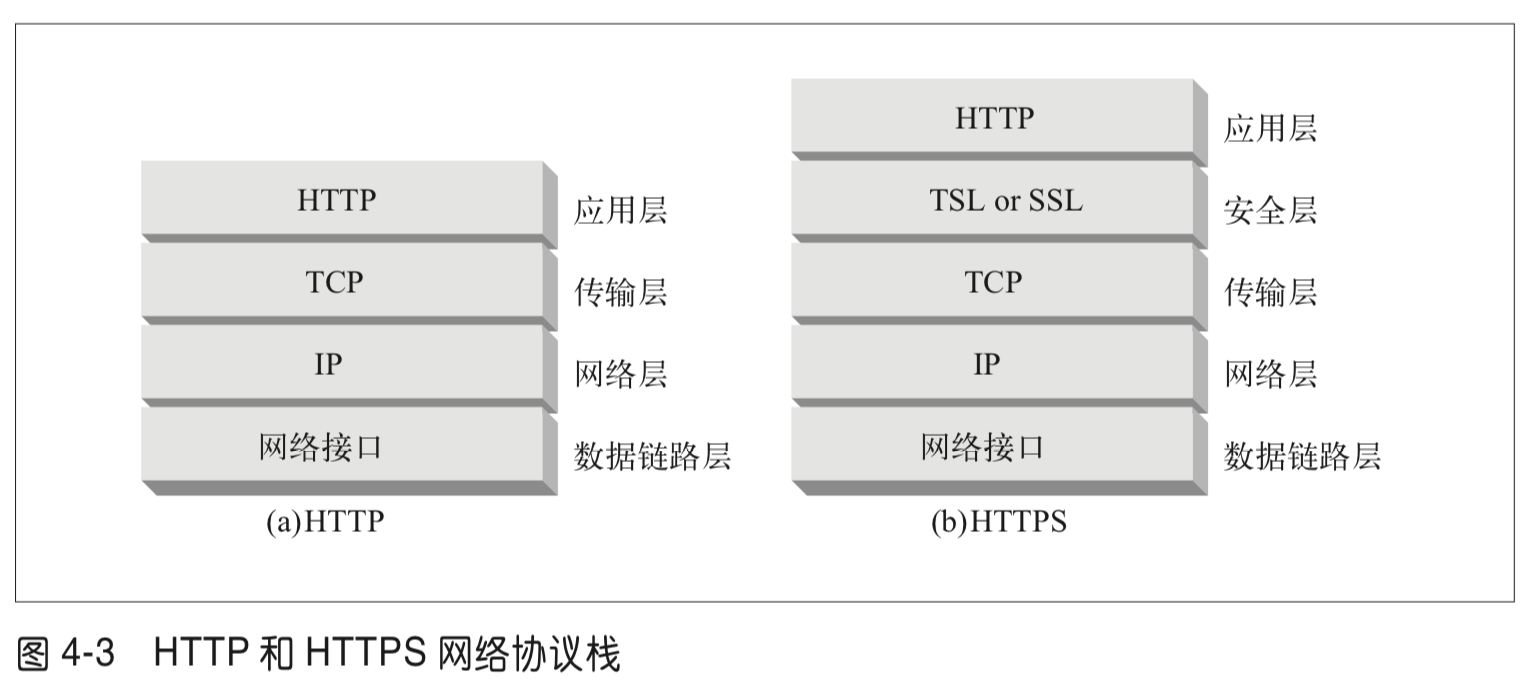 HTTP 应用层
TCP 传输层
IP 网络层
网络接口 数据链路层
(a)HTTP
HTTP 应用层
TSL or SSL 安全层
TCP 传输层
IP 网络层
网络接口 数据链路层
(b)HTTPS
图 4-3 HTTP 和 HTTPS 网络协议栈